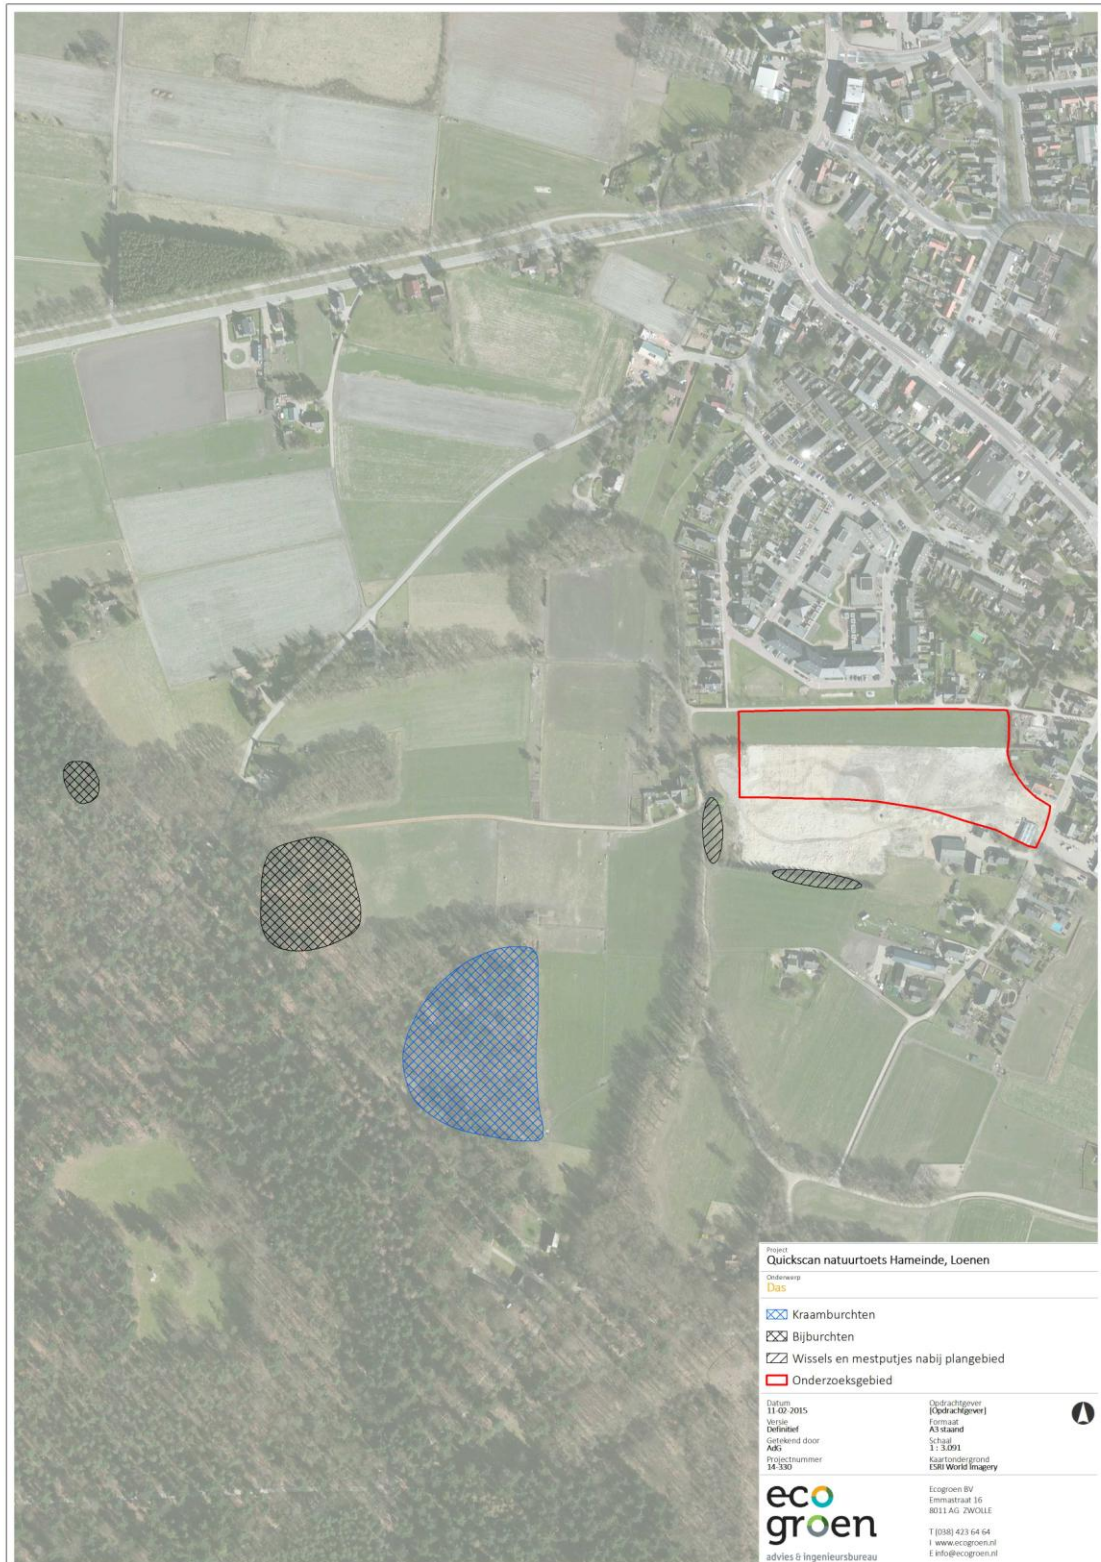 Project
Quickscan natuurtoets Hameinde, Loenen
Onderwerp
Das
Kraamburchten
Bijburchten
Wissels en mestputjes nabij plangebied
Onderzoeksgebied
Datum
11-02-2015
Versie
Definitief
Getekend door
AdG
Projectnummer
14-330
Opdrachtgever
[Opdrachtgever]
Formaat
A3 staand
Schaal
1 : 3.091
Kaartondergrond
ESRI World Imagery
eco
groen
advies & ingenieursbureau
Ecogroen BV
Emmastraat 16
8011 AG ZWOLLE
T (038) 423 64 64
I www.ecogroen.nl
E info@ecogroen.nl